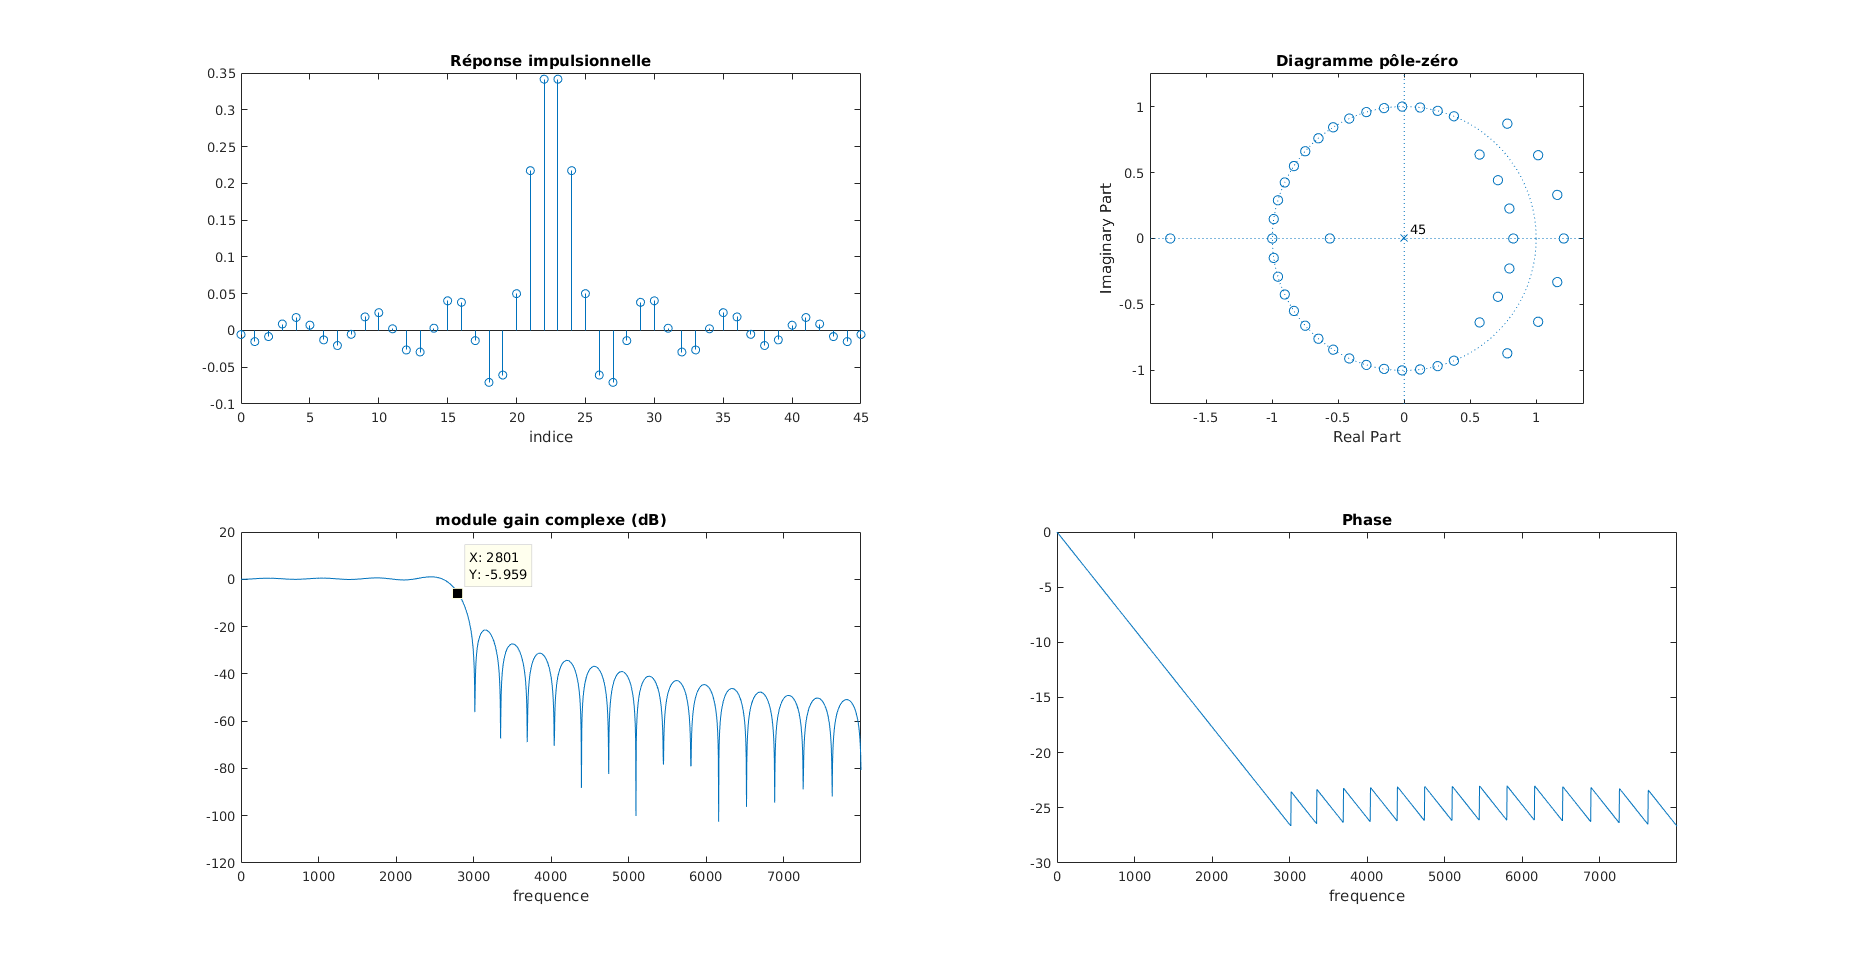 Réponse impulsionnelle
0.35
0.3
0.25
0.2
0.15
0.1
0.05
0
-0.05
-0.1
0 5 10 15 20 25 30 35 40 45
indice
Diagramme pôle-zéro
Imaginary Part
1
0.5
0
-0.5
-1
45
-1.5 -1 -0.5 0 0.5 1
Real Part
module gain complexe (dB)
20
0
-20
-40
-60
-80
-100
-120
X: 2801
Y: -5.959
0 1000 2000 3000 4000 5000 6000 7000
frequence
Phase
0
-5
-10
-15
-20
-25
-30
0 1000 2000 3000 4000 5000 6000 7000
frequence